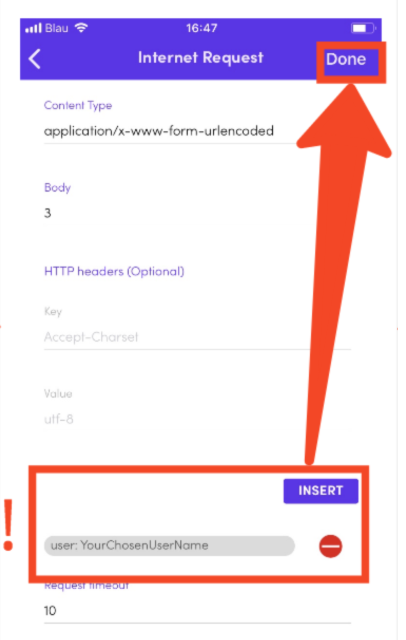 Blau 16:47
Internet Request Done
Content Type
application/x-www-form-urlencoded
Body
3
HTTP headers (Optional)
Key
Accept-Charset
Value
utf-8
INSERT
! user: YourChosenUserName
Request timeout
10